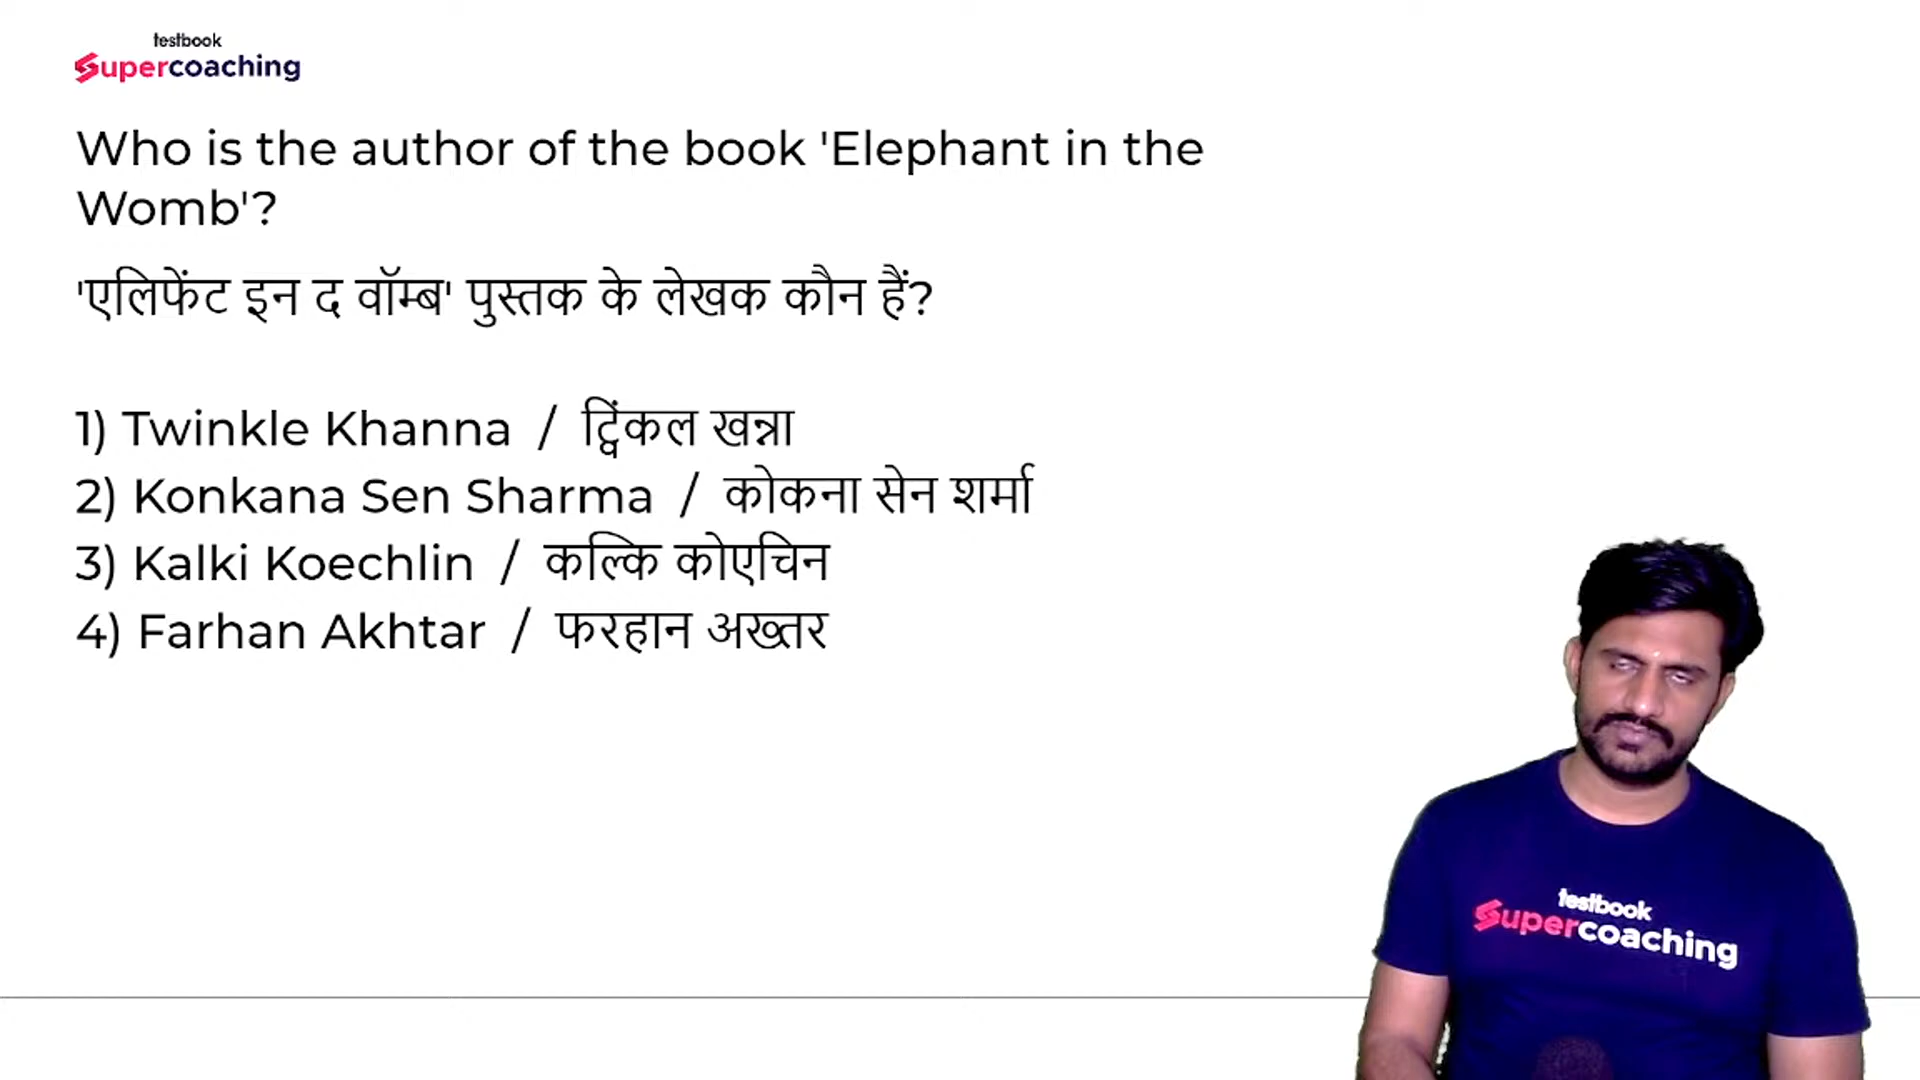 testbook
Supercoaching
Who is the author of the book 'Elephant in the
Womb'?
'एलिफेंट इन द वॉम्ब' पुस्तक के लेखक कौन हैं?
1) Twinkle Khanna / ट्विंकल खन्ना
2) Konkana Sen Sharma / कोकना सेन शर्मा
3) Kalki Koechlin / कल्कि कोएचिन
4) Farhan Akhtar / फरहान अख्तर
testbook
Supercoaching